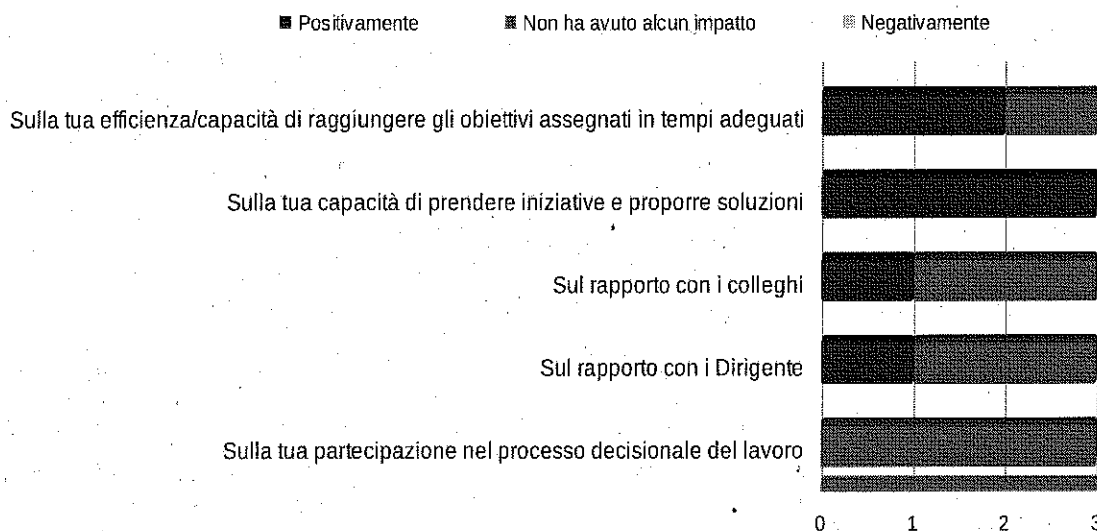 Positivamente Non ha avuto alcun impatto Negativamente
Sulla tua efficienza/capacità di raggiungere gli obiettivi assegnati in tempi adeguati
Sulla tua capacità di prendere iniziative e proporre soluzioni
Sul rapporto con i colleghi
Sul rapporto con i Dirigente
Sulla tua partecipazione nel processo decisionale del lavoro
0 1 2 3